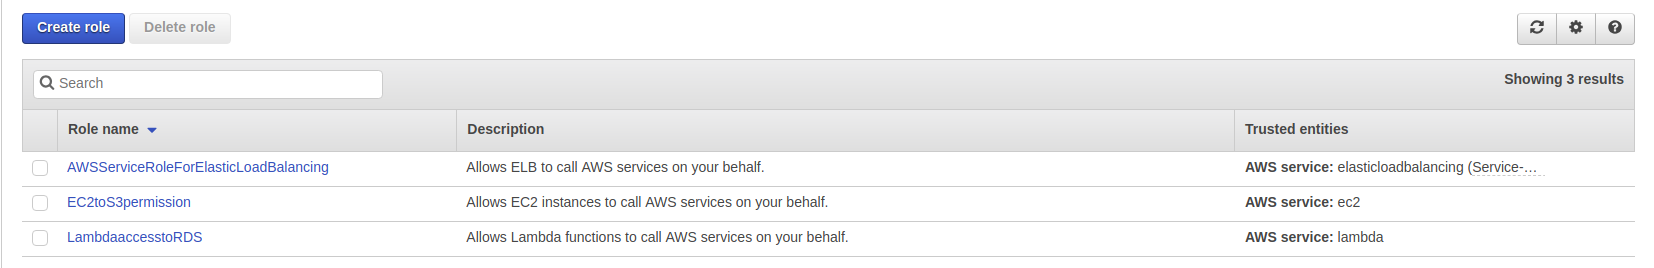 Create role Delete role
Search Showing 3 results
Role name Description Trusted entities
AWSServiceRoleForElasticLoadBalancing Allows ELB to call AWS services on your behalf. AWS service: elasticloadbalancing (Service-...
EC2toS3permission Allows EC2 instances to call AWS services on your behalf. AWS service: ec2
LambdaaccesstoRDS Allows Lambda functions to call AWS services on your behalf. AWS service: lambda